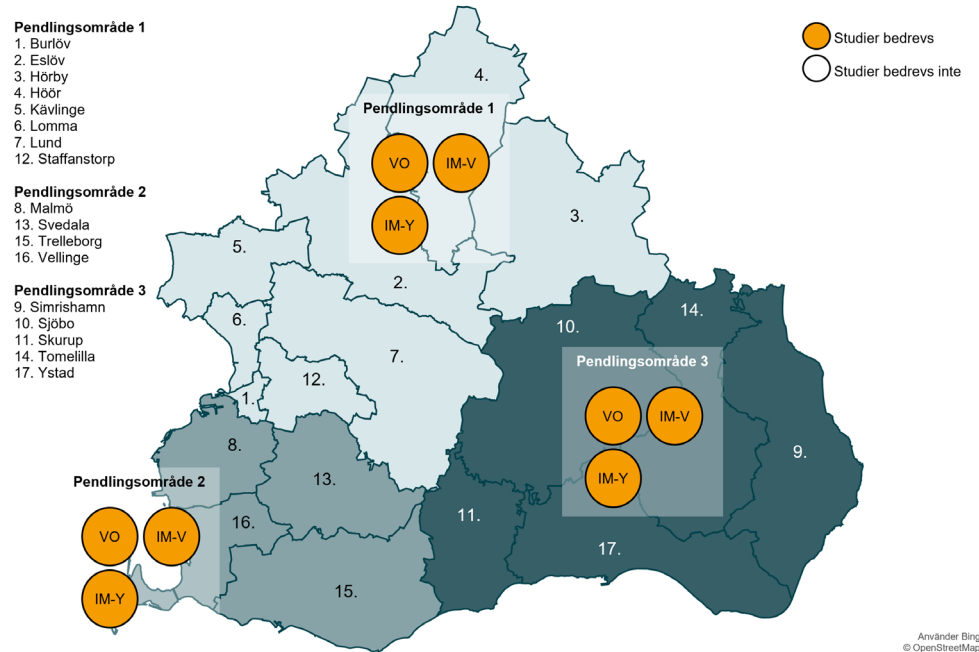 Pendlingsområde 1
1. Burlöv
2. Eslöv
3. Hörby
4. Höör
5. Kävlinge
6. Lomma
7. Lund
12. Staffanstorp
Pendlingsområde 2
8. Malmö
13. Svedala
15. Trelleborg
16. Vellinge
Pendlingsområde 3
9. Simrishamn
10. Sjöbo
11. Skurup
14. Tomelilla
17. Ystad
Studier bedrevs
Studier bedrevs inte
4.
Pendlingsområde 1
VO
IM-V
IM-Y
3.
5.
2.
6.
14.
10.
7.
Pendlingsområde 3
12.
1.
VO
IM-V
8.
9.
IM-Y
13.
Pendlingsområde 2
11.
16.
VO
IM-V
17.
15.
IM-Y
Använder Bing
© OpenStreetMap